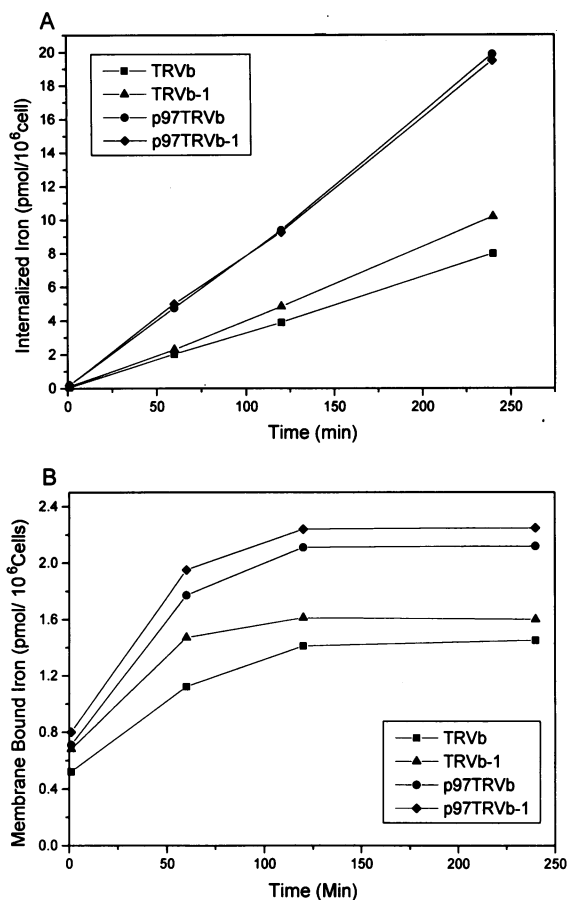 A
Internalized Iron (pmol/10⁶cell)
20
18
16
14
12
10
8
6
4
2
0
TRVb
TRVb-1
p97TRVb
p97TRVb-1
0
50
100
150
200
250
Time (min)
B
Membrane Bound Iron (pmol/ 10⁶Cells)
2.4
2.0
1.6
1.2
0.8
0.4
0.0
TRVb
TRVb-1
p97TRVb
p97TRVb-1
0
50
100
150
200
250
Time (Min)